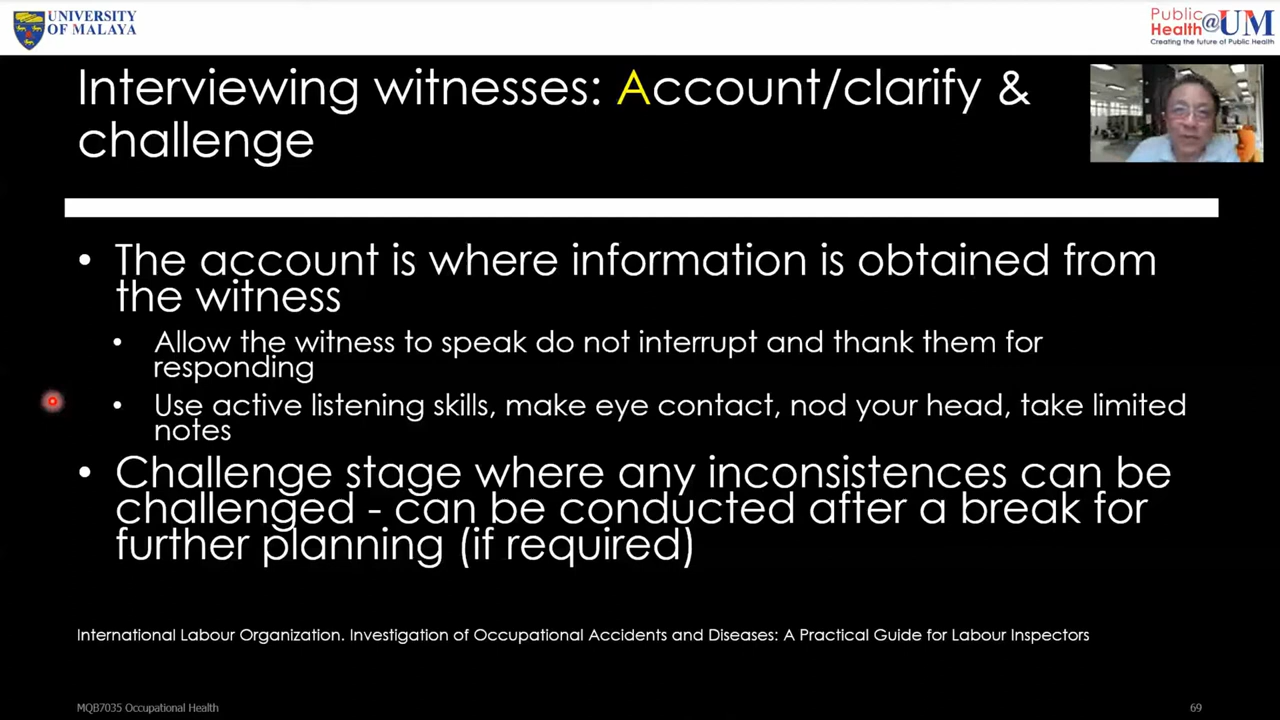 UNIVERSITY
OF MALAYA
Public
Health@UM
Creating the future of Public Health
Interviewing witnesses: Account/clarify &
challenge
• The account is where information is obtained from
the witness
• Allow the witness to speak do not interrupt and thank them for
responding
• Use active listening skills, make eye contact, nod your head, take limited
notes
• Challenge stage where any inconsistences can be
challenged - can be conducted after a break for
further planning (if required)
International Labour Organization. Investigation of Occupational Accidents and Diseases: A Practical Guide for Labour Inspectors
MQB7035 Occupational Health
69